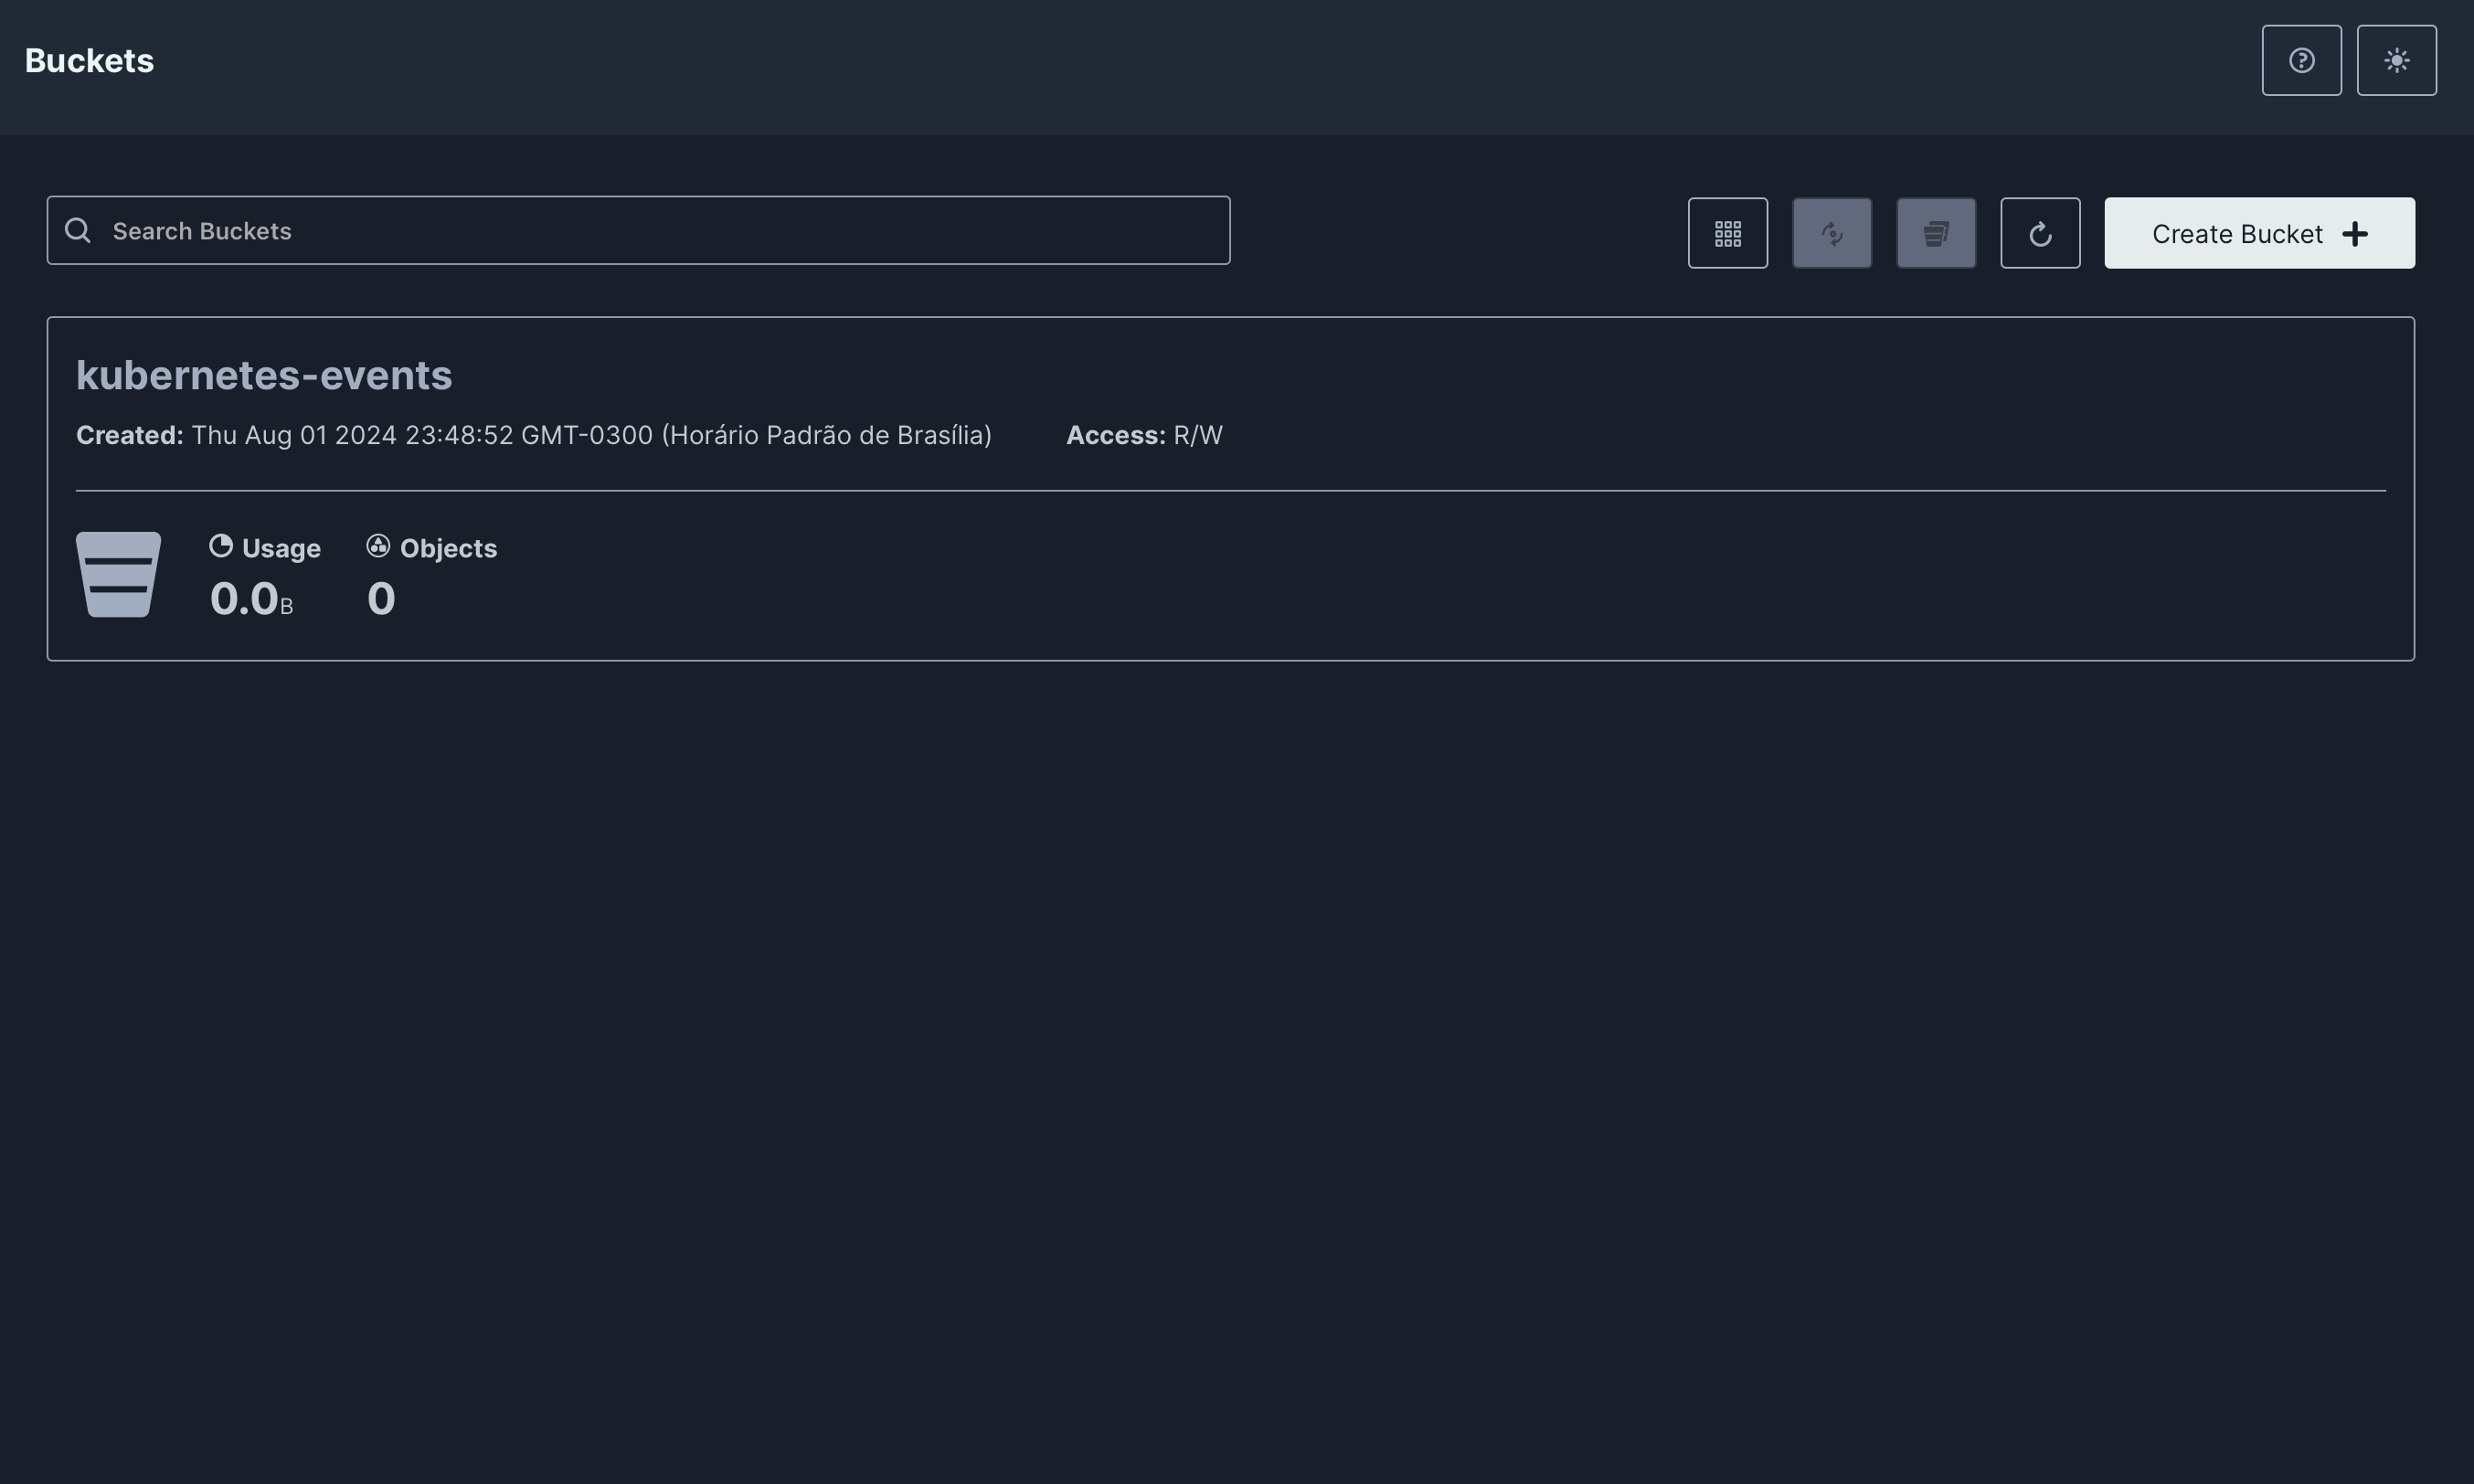 Buckets
Search Buckets
Create Bucket
kubernetes-events
Created: Thu Aug 01 2024 23:48:52 GMT-0300 (Horário Padrão de Brasília) Access: R/W
Usage Objects
0.0B 0